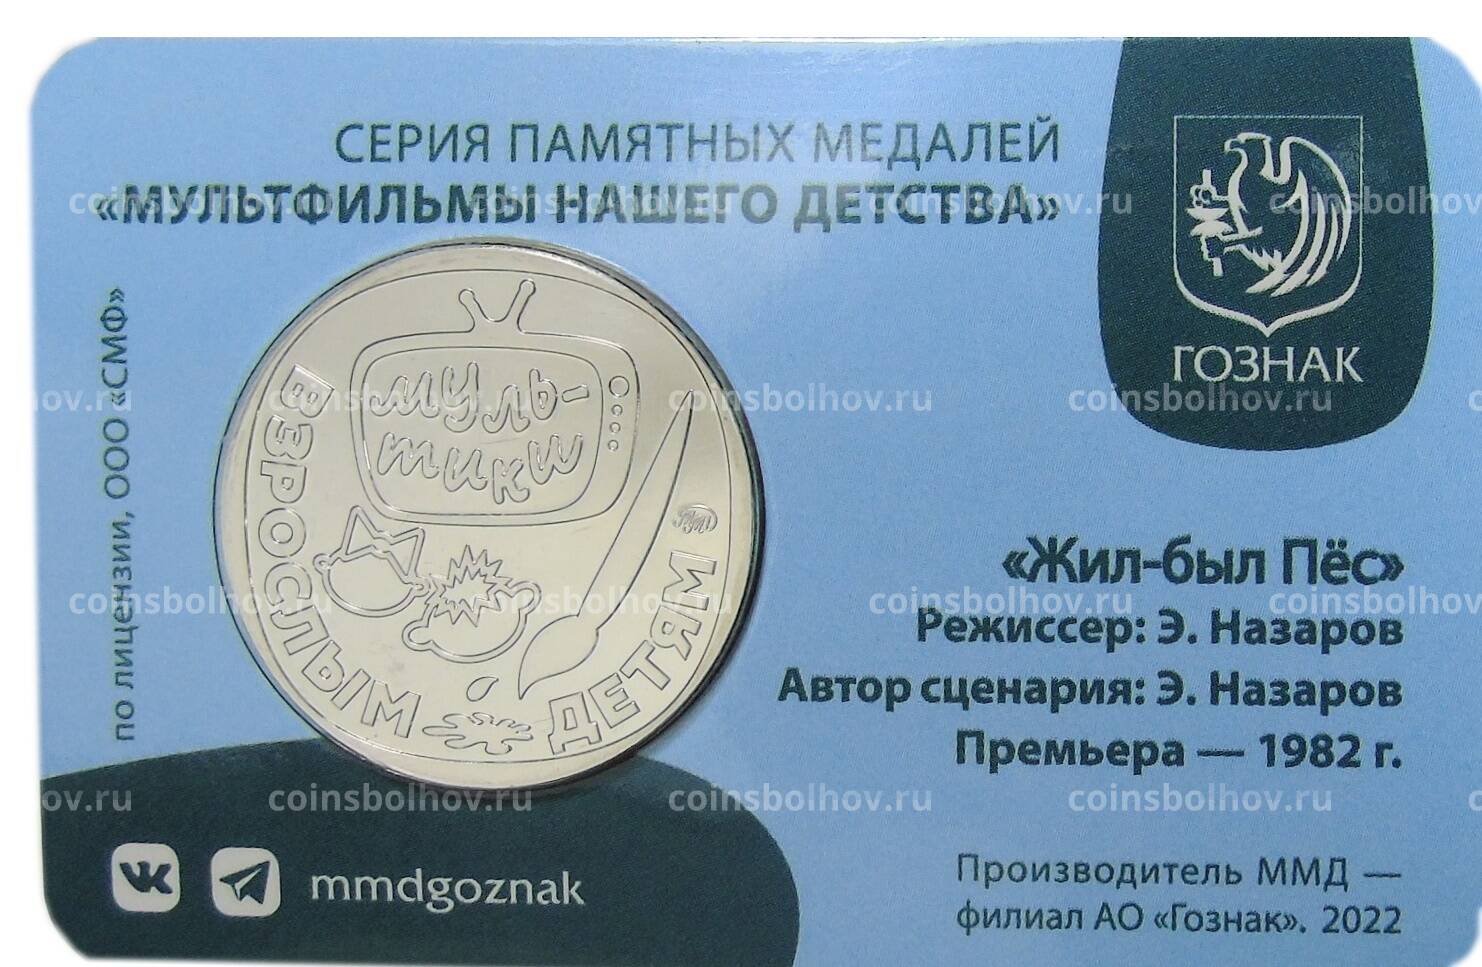 СЕРИЯ ПАМЯТНЫХ МЕДАЛЕЙ
«МУЛЬТФИЛЬМЫ НАШЕГО ДЕТСТВА»
ГОЗНАК
по лицензии, ООО «СМФ»
МУЛЬ-
ТИКИ
ВЗРОСЛЫМ ДЕТЯМ
«Жил-был Пёс»
Режиссер: Э. Назаров
Автор сценария: Э. Назаров
Премьера — 1982 г.
mmdgoznak
Производитель ММД —
филиал АО «Гознак». 2022
coinsbolhov.ru